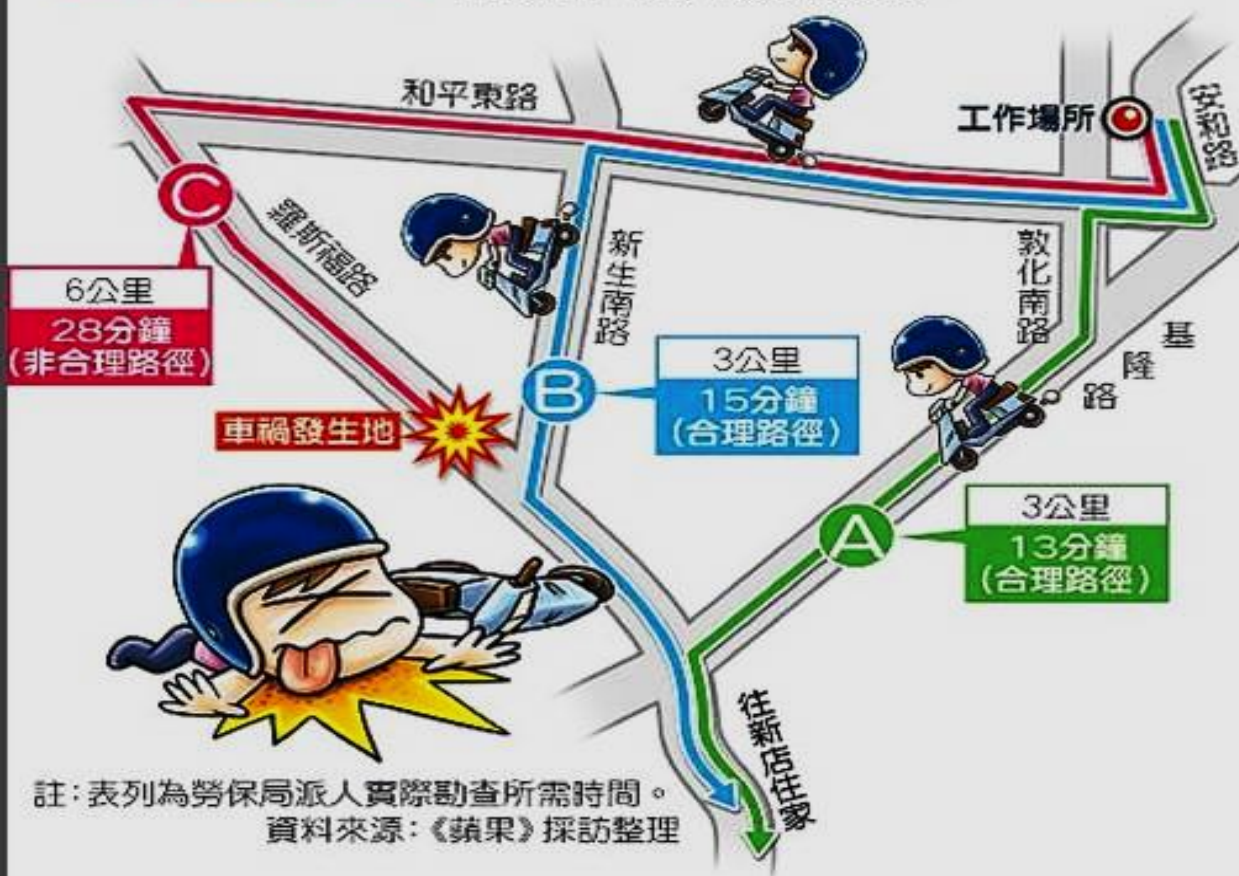 和平東路
工作場所
安和路
C
羅斯福路
新生南路
敦化南路
基隆路
6公里
28分鐘
(非合理路徑)
B
3公里
15分鐘
(合理路徑)
車禍發生地
A
3公里
13分鐘
(合理路徑)
往新店住家
註：表列為勞保局派人實際勘查所需時間。
資料來源：《蘋果》採訪整理